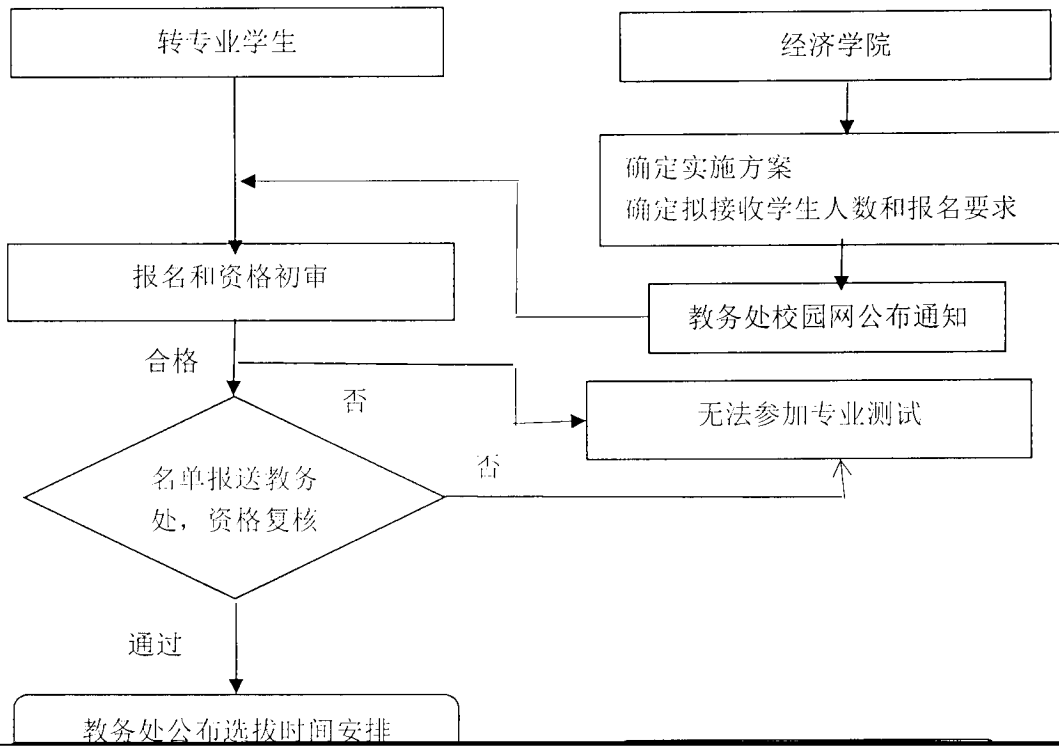 转专业学生
经济学院
确定实施方案
确定拟接收学生人数和报名要求
报名和资格初审
教务处校园网公布通知
合格
否
无法参加专业测试
名单报送教务
处，资格复核
否
通过
教务处公布选拔时间安排